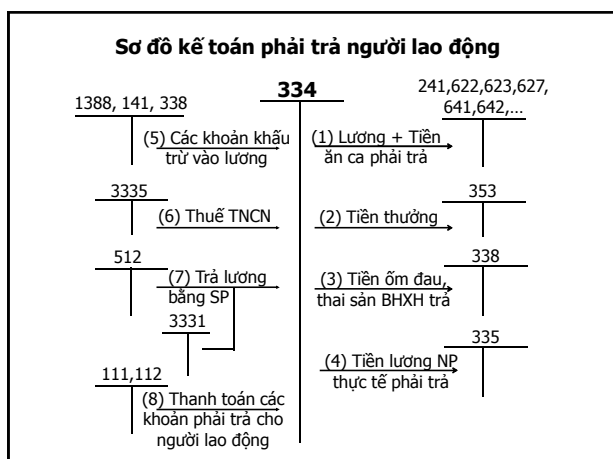 Sơ đồ kế toán phải trả người lao động
334
1388, 141, 338
(5) Các khoản khấu
trừ vào lương
3335
(6) Thuế TNCN
512
(7) Trả lương
bằng SP
3331
111,112
(8) Thanh toán các
khoản phải trả cho
người lao động
241,622,623,627,
641,642,...
(1) Lương + Tiền
ăn ca phải trả
353
(2) Tiền thưởng
338
(3) Tiền ốm đau,
thai sản BHXH trả
335
(4) Tiền lương NP
thực tế phải trả